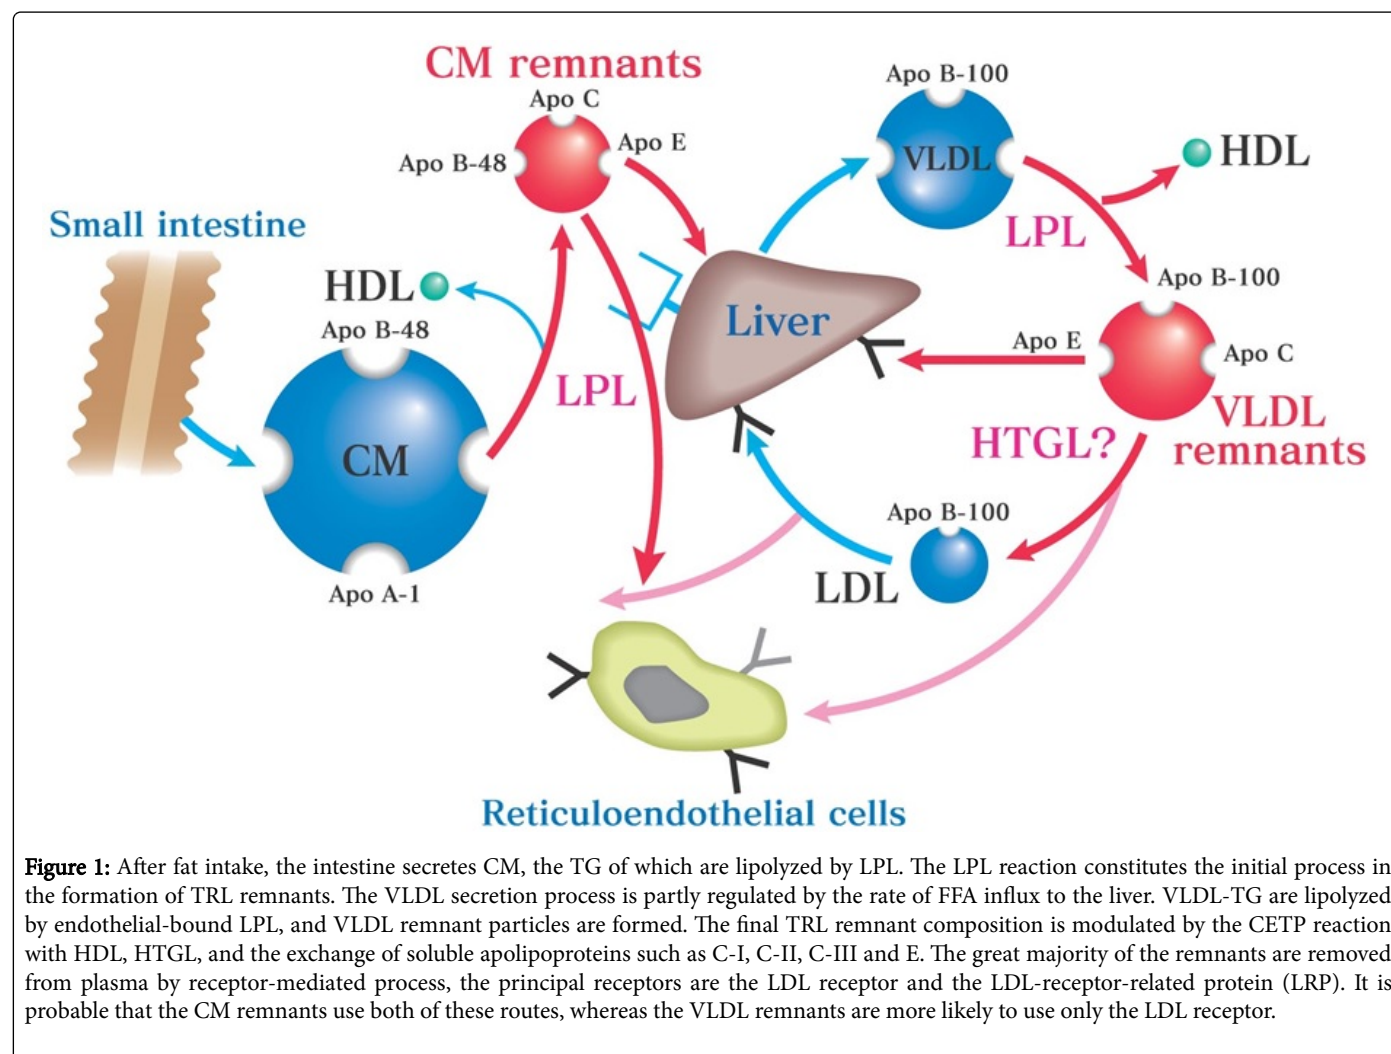 CM remnants
Apo C
Apo B-48
Apo E
Apo B-100
VLDL
HDL
LPL
Small intestine
HDL
Apo B-48
CM
Apo A-1
LPL
Liver
Apo B-100
Apo E
Apo C
VLDL
remnants
HTGL?
Apo B-100
LDL
Reticuloendothelial cells
Figure 1: After fat intake, the intestine secretes CM, the TG of which are lipolyzed by LPL. The LPL reaction constitutes the initial process in
the formation of TRL remnants. The VLDL secretion process is partly regulated by the rate of FFA influx to the liver. VLDL-TG are lipolyzed
by endothelial-bound LPL, and VLDL remnant particles are formed. The final TRL remnant composition is modulated by the CETP reaction
with HDL, HTGL, and the exchange of soluble apolipoproteins such as C-I, C-II, C-III and E. The great majority of the remnants are removed
from plasma by receptor-mediated process, the principal receptors are the LDL receptor and the LDL-receptor-related protein (LRP). It is
probable that the CM remnants use both of these routes, whereas the VLDL remnants are more likely to use only the LDL receptor.